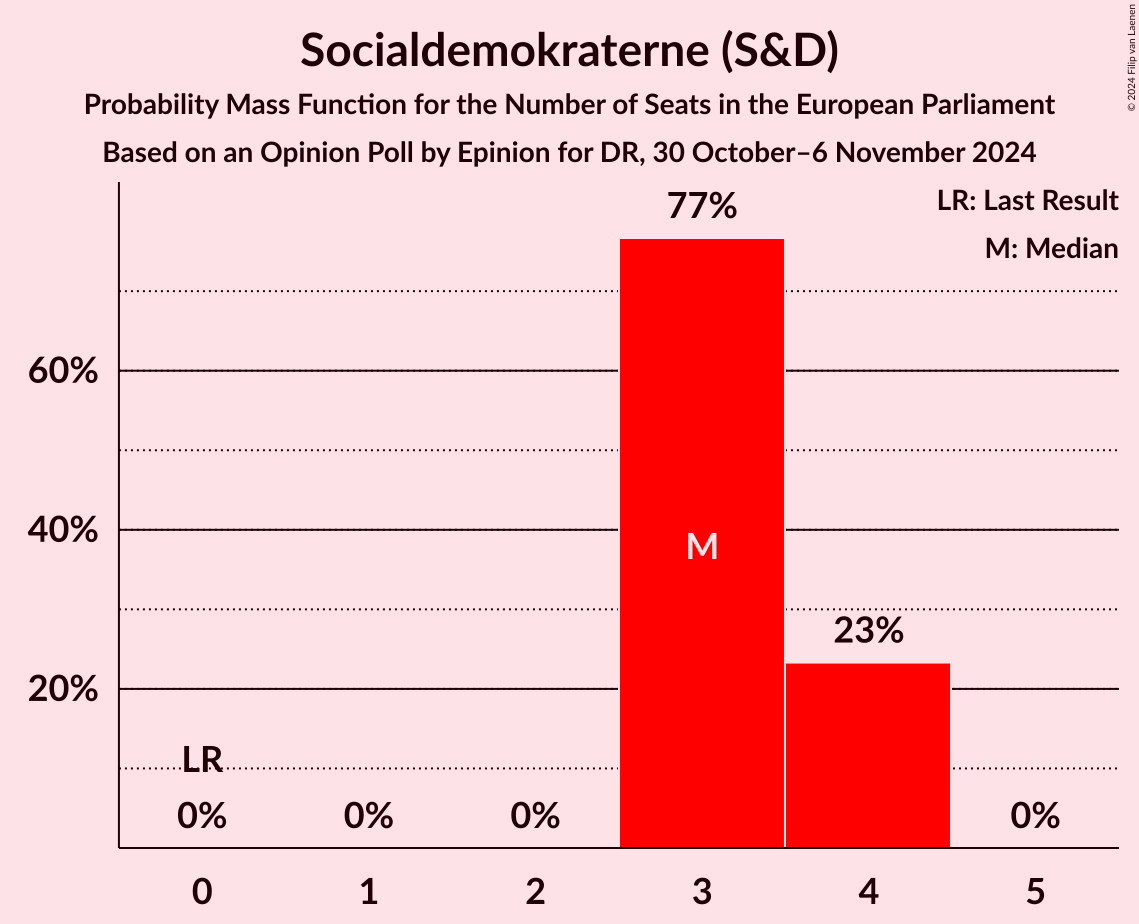 Socialdemokraterne (S&D)
Probability Mass Function for the Number of Seats in the European Parliament
Based on an Opinion Poll by Epinion for DR, 30 October–6 November 2024
© 2024 Filip van Laenen
LR: Last Result
M: Median
77%
60%
40%
M
23%
20%
LR
0%
0%
0%
0%
0
1
2
3
4
5